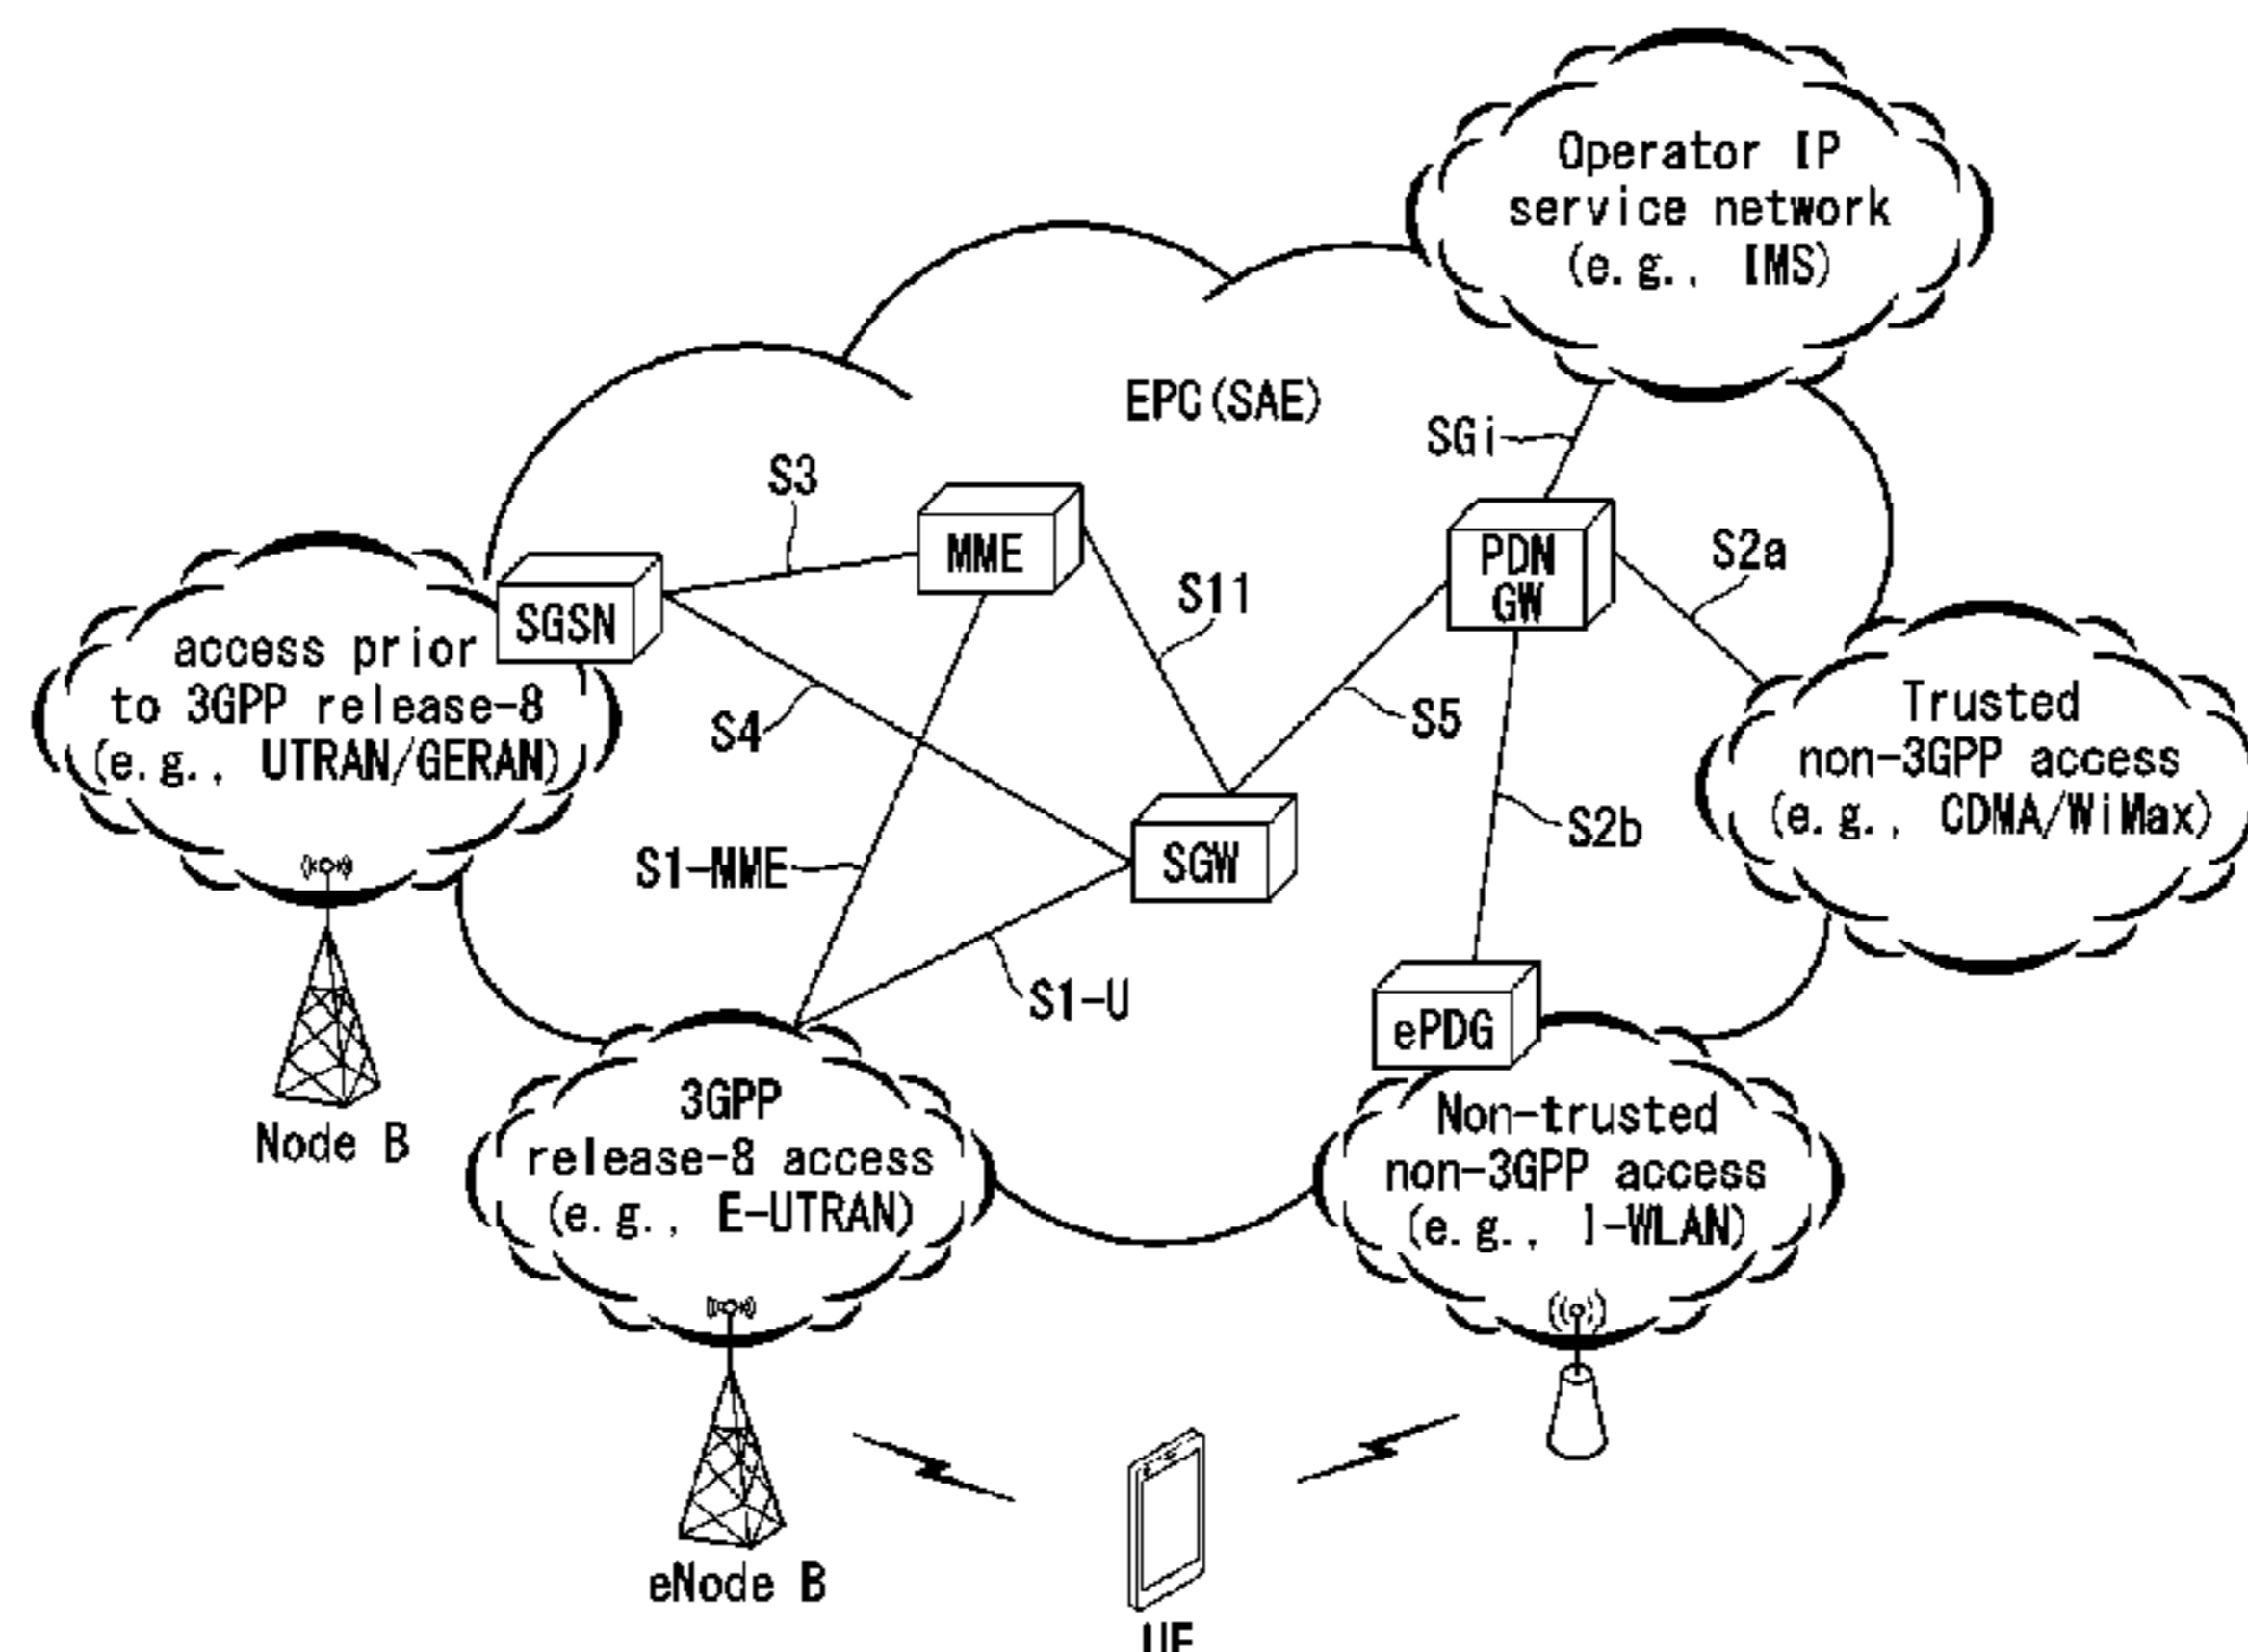 Operator IP
service network
(e.g., IMS)
EPC(SAE)
SGi
S3
MME
PDN
GW
S2a
SGSN
S11
access prior
to 3GPP release-8
(e.g., UTRAN/GERAN)
S4
S5
Trusted
non-3GPP access
(e.g., CDMA/WiMax)
S2b
S1-MME
SGW
S1-U
ePDG
Node B
3GPP
release-8 access
(e.g., E-UTRAN)
Non-trusted
non-3GPP access
(e.g., I-WLAN)
eNode B
UE